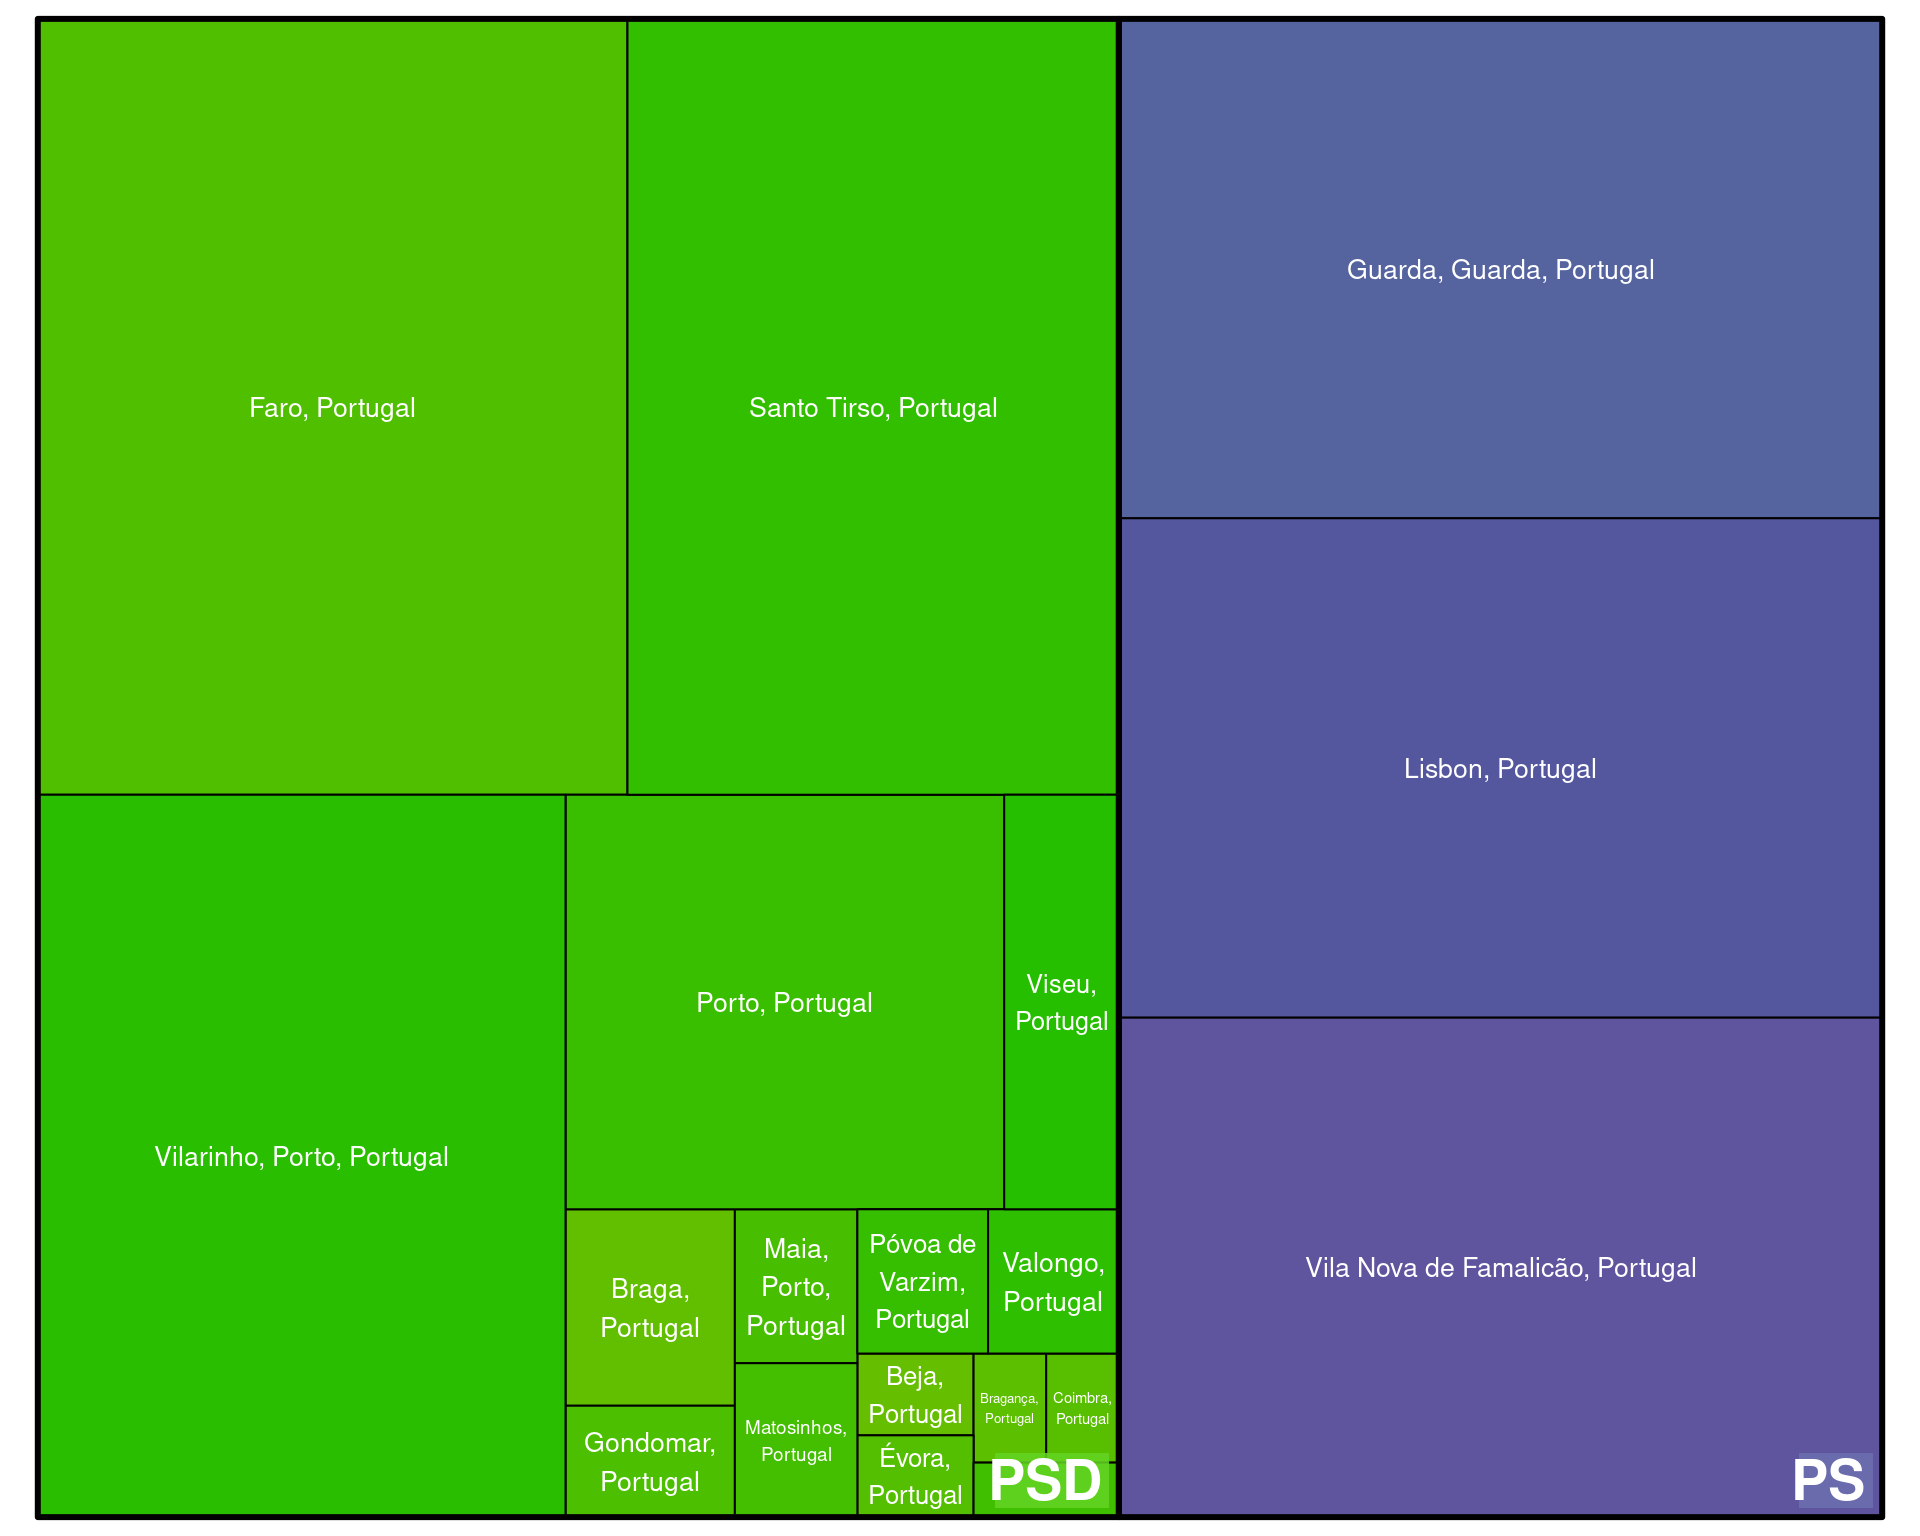 Faro, Portugal
Santo Tirso, Portugal
Guarda, Guarda, Portugal
Lisbon, Portugal
Vilarinho, Porto, Portugal
Porto, Portugal
Viseu,
Portugal
Vila Nova de Famalicão, Portugal
Braga,
Portugal
Maia,
Porto,
Portugal
Póvoa de
Varzim,
Portugal
Valongo,
Portugal
Gondomar,
Portugal
Matosinhos,
Portugal
Beja,
Portugal
Bragança,
Portugal
Coimbra,
Portugal
Évora,
Portugal
PSD
PS